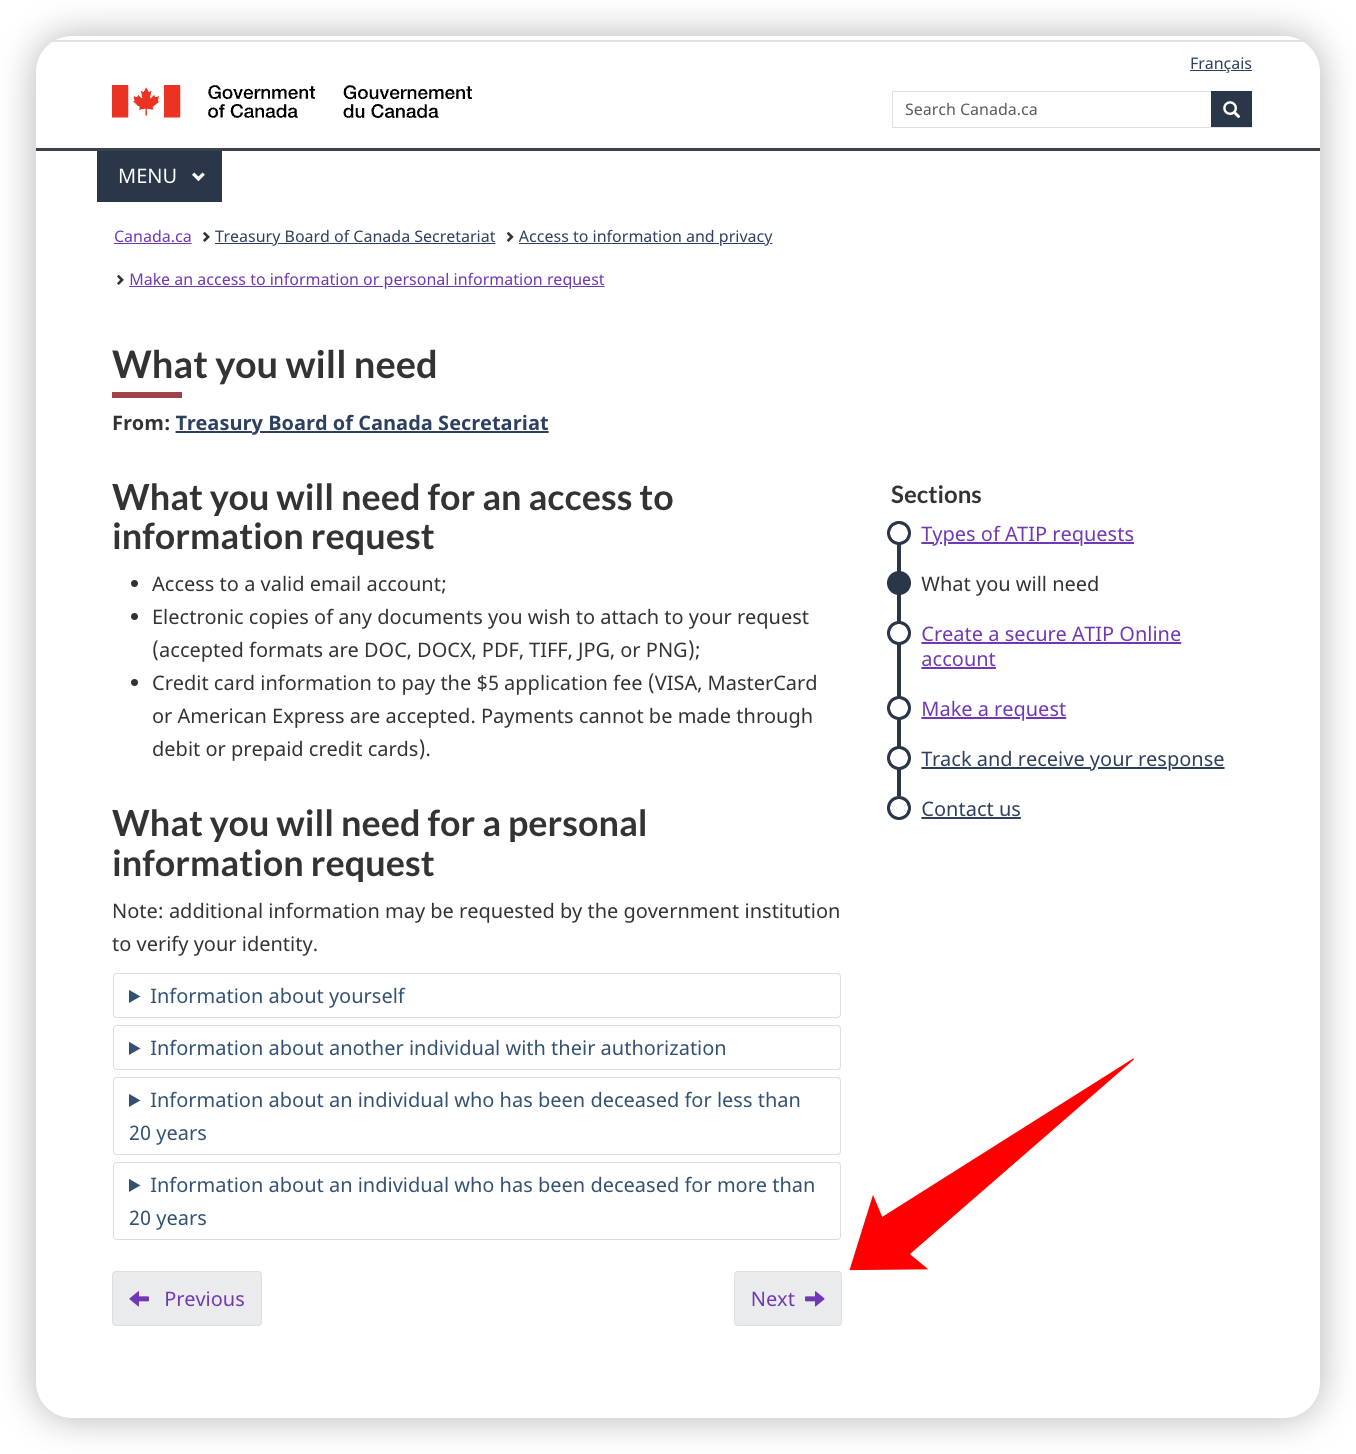 Français
Government
of Canada
Gouvernement
du Canada
Search Canada.ca
MENU
Canada.ca
Treasury Board of Canada Secretariat
Access to information and privacy
Make an access to information or personal information request
What you will need
From: Treasury Board of Canada Secretariat
What you will need for an access to
information request
Access to a valid email account;
Electronic copies of any documents you wish to attach to your request
(accepted formats are DOC, DOCX, PDF, TIFF, JPG, or PNG);
Credit card information to pay the $5 application fee (VISA, MasterCard
or American Express are accepted. Payments cannot be made through
debit or prepaid credit cards).
What you will need for a personal
information request
Note: additional information may be requested by the government institution
to verify your identity.
Information about yourself
Information about another individual with their authorization
Information about an individual who has been deceased for less than
20 years
Information about an individual who has been deceased for more than
20 years
Previous
Next
Sections
Types of ATIP requests
What you will need
Create a secure ATIP Online
account
Make a request
Track and receive your response
Contact us